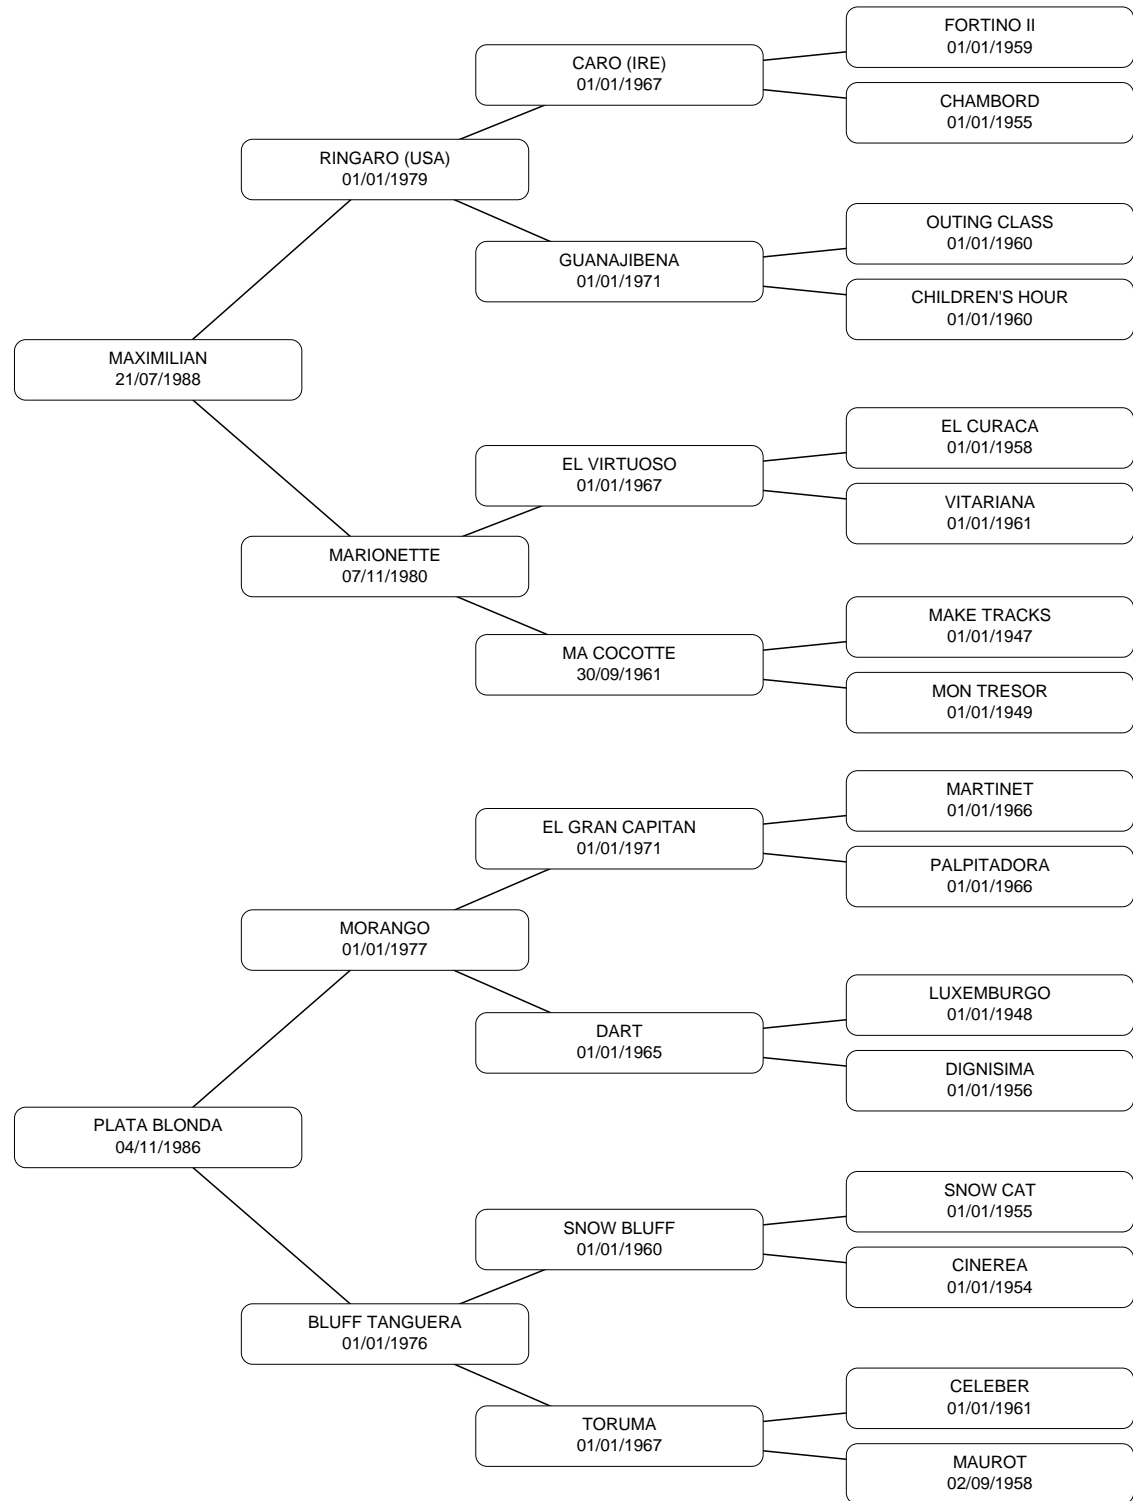 FORTINO II
01/01/1959
CARO (IRE)
01/01/1967
CHAMBORD
01/01/1955
RINGARO (USA)
01/01/1979
OUTING CLASS
01/01/1960
GUANAJIBENA
01/01/1971
CHILDREN'S HOUR
01/01/1960
MAXIMILIAN
21/07/1988
EL CURACA
01/01/1958
EL VIRTUOSO
01/01/1967
VITARIANA
01/01/1961
MARIONETTE
07/11/1980
MAKE TRACKS
01/01/1947
MA COCOTTE
30/09/1961
MON TRESOR
01/01/1949
MARTINET
01/01/1966
EL GRAN CAPITAN
01/01/1971
PALPITADORA
01/01/1966
MORANGO
01/01/1977
LUXEMBURGO
01/01/1948
DART
01/01/1965
DIGNISIMA
01/01/1956
PLATA BLONDA
04/11/1986
SNOW CAT
01/01/1955
SNOW BLUFF
01/01/1960
CINEREA
01/01/1954
BLUFF TANGUERA
01/01/1976
CELEBER
01/01/1961
TORUMA
01/01/1967
MAUROT
02/09/1958